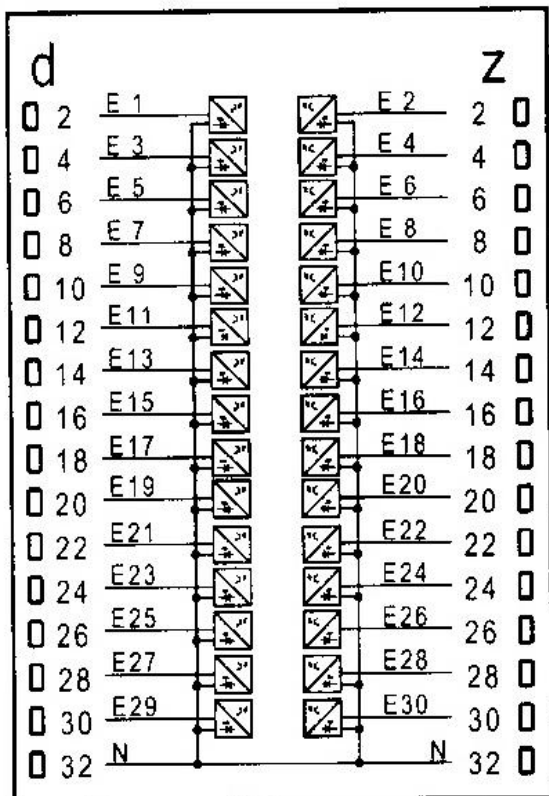 d z
2 E 1 E 2 2
4 E 3 E 4 4
6 E 5 E 6 6
8 E 7 E 8 8
10 E 9 E10 10
12 E11 E12 12
14 E13 E14 14
16 E15 E16 16
18 E17 E18 18
20 E19 E20 20
22 E21 E22 22
24 E23 E24 24
26 E25 E26 26
28 E27 E28 28
30 E29 E30 30
32 N N 32